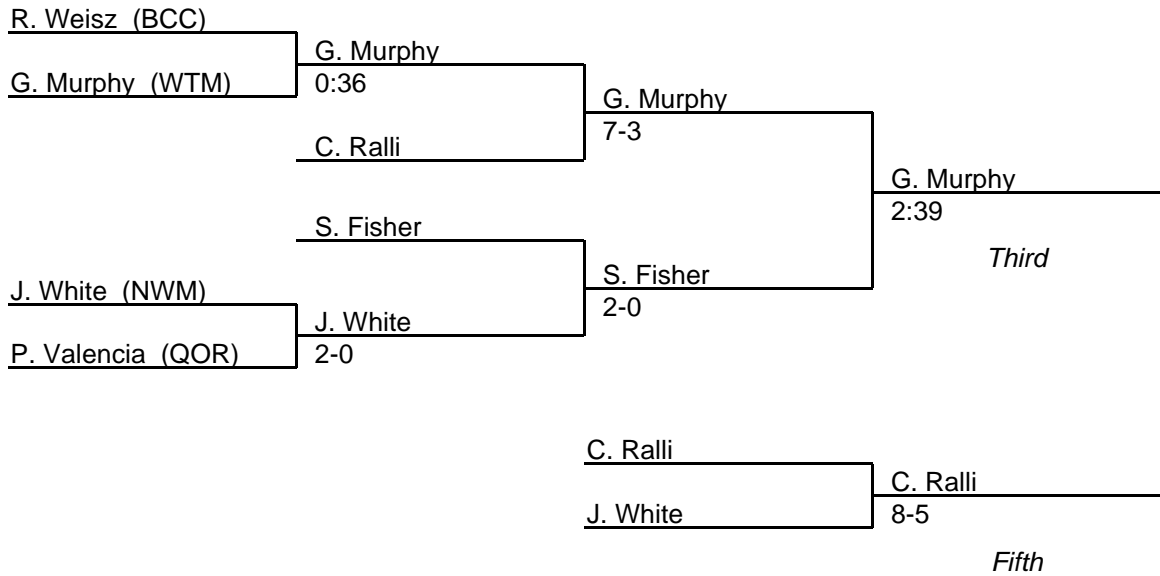 R. Weisz (BCC)
G. Murphy
G. Murphy (WTM)
0:36
G. Murphy
7-3
C. Ralli
G. Murphy
2:39
S. Fisher
Third
S. Fisher
J. White (NWM)
2-0
J. White
P. Valencia (QOR)
2-0
C. Ralli
C. Ralli
J. White
8-5
Fifth